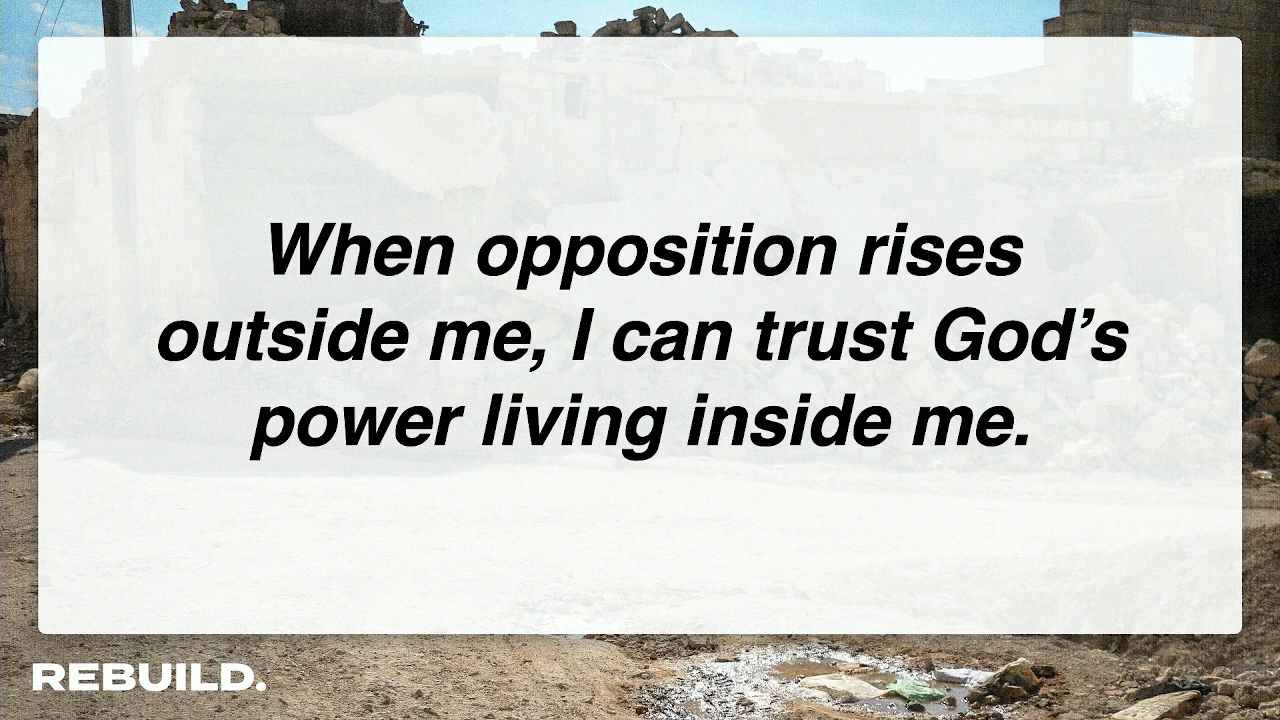 When opposition rises
outside me, I can trust God’s
power living inside me.
REBUILD.